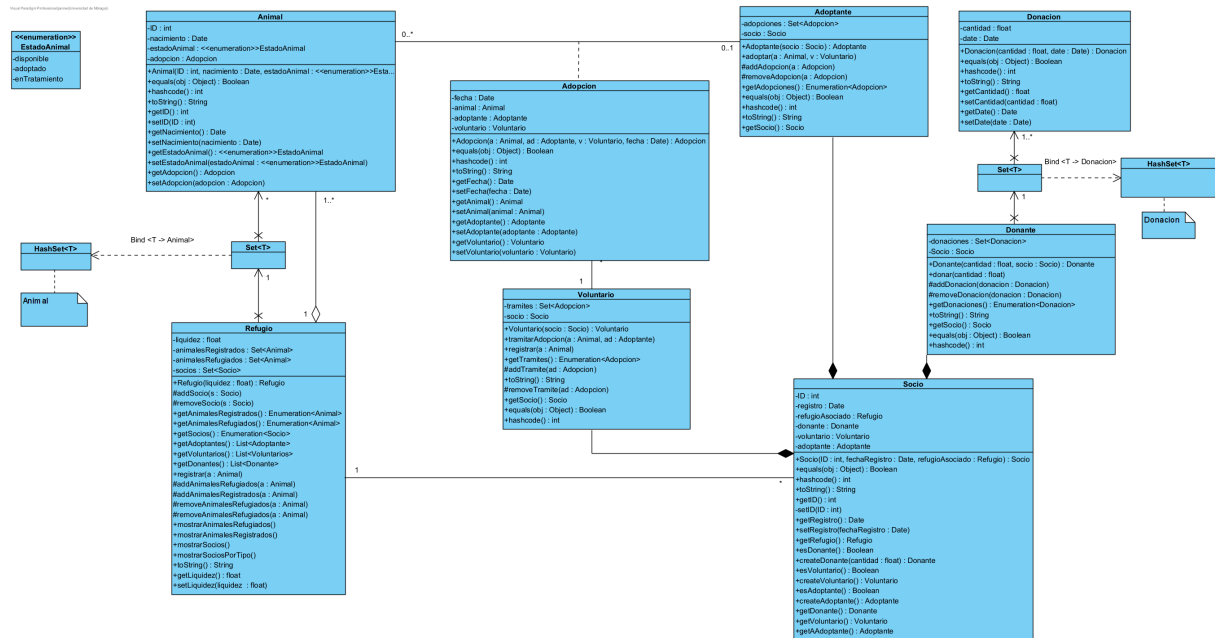 Visual Paradigm Professional(jaime(Universidad de Málaga))
<<enumeration>>
EstadoAnimal
-disponible
-adoptado
-enTratamiento
Animal
-ID : int
-nacimiento : Date
-estadoAnimal : <<enumeration>>EstadoAnimal
-adopcion : Adopcion
+Animal(ID : int, nacimiento : Date, estadoAnimal : <<enumeration>>Esta...
+equals(obj : Object) : Boolean
+hashcode() : int
+toString() : String
+getID() : int
+setID(ID : int)
+getNacimiento() : Date
+setNacimiento(nacimiento : Date)
+getEstadoAnimal() : <<enumeration>>EstadoAnimal
+setEstadoAnimal(estadoAnimal : <<enumeration>>EstadoAnimal)
+getAdopcion() : Adopcion
+setAdopcion(adopcion : Adopcion)
0..*
0..1
Adoptante
-adopciones : Set<Adopcion>
-socio : Socio
+Adoptante(socio : Socio) : Adoptante
+adoptar(a : Animal, v : Voluntario)
#addAdopcion(a : Adopcion)
#removeAdopcion(a : Adopcion)
+getAdopciones() : Enumeration<Adopcion>
+equals(obj : Object) : Boolean
+hashcode() : int
+toString() : String
+getSocio() : Socio
Donacion
-cantidad : float
-date : Date
+Donacion(cantidad : float, date : Date) : Donacion
+equals(obj : Object) : Boolean
+hashcode() : int
+toString() : String
+getCantidad() : float
+setCantidad(cantidad : float)
+getDate() : Date
+setDate(date : Date)
1..*
Bind <T -> Donacion>
Set<T>
HashSet<T>
Donacion
1
Adopcion
-fecha : Date
-animal : Animal
-adoptante : Adoptante
-voluntario : Voluntario
+Adopcion(a : Animal, ad : Adoptante, v : Voluntario, fecha : Date) : Adopcion
+equals(obj : Object) : Boolean
+hashcode() : int
+toString() : String
+getFecha() : Date
+setFecha(fecha : Date)
+getAnimal() : Animal
+setAnimal(animal : Animal)
+getAdoptante() : Adoptante
+setAdoptante(adoptante : Adoptante)
+getVoluntario() : Voluntario
+setVoluntario(voluntario : Voluntario)
*
1
*
1..*
Bind <T -> Animal>
HashSet<T>
Set<T>
Animal
1
1
Donante
-donaciones : Set<Donacion>
-Socio : Socio
+Donante(cantidad : float, socio : Socio) : Donante
+donar(cantidad : float)
#addDonacion(donacion : Donacion)
#removeDonacion(donacion : Donacion)
+getDonaciones() : Enumeration<Donacion>
+toString() : String
+getSocio() : Socio
+equals(obj : Object) : Boolean
+hashcode() : int
Voluntario
-tramites : Set<Adopcion>
-socio : Socio
+Voluntario(socio : Socio) : Voluntario
+tramitarAdopcion(a : Animal, ad : Adoptante)
+registrar(a : Animal)
+getTramites() : Enumeration<Adopcion>
#addTramite(ad : Adopcion)
+toString() : String
#removeTramite(ad : Adopcion)
+getSocio() : Socio
+equals(obj : Object) : Boolean
+hashcode() : int
Refugio
-liquidez : float
-animalesRegistrados : Set<Animal>
-animalesRefugiados : Set<Animal>
-socios : Set<Socio>
+Refugio(liquidez : float) : Refugio
#addSocio(s : Socio)
#removeSocio(s : Socio)
+getAnimalesRegistrados() : Enumeration<Animal>
+getAnimalesRefugiados() : Enumeration<Animal>
+getSocios() : Enumeration<Socio>
+getAdoptantes() : List<Adoptante>
+getVoluntarios() : List<Voluntarios>
+getDonantes() : List<Donante>
+registrar(a : Animal)
#addAnimalesRefugiados(a : Animal)
#addAnimalesRegistrados(a : Animal)
#removeAnimalesRefugiados(a : Animal)
#removeAnimalesRefugiados(a : Animal)
+mostrarAnimalesRefugiados()
+mostrarAnimalesRegistrados()
+mostrarSocios()
+mostrarSociosPorTipo()
+toString() : String
+getLiquidez() : float
+setLiquidez(liquidez : float)
1
*
Socio
-ID : int
-registro : Date
-refugioAsociado : Refugio
-donante : Donante
-voluntario : Voluntario
-adoptante : Adoptante
+Socio(ID : int, fechaRegistro : Date, refugioAsociado : Refugio) : Socio
+equals(obj : Object) : Boolean
+hashcode() : int
+toString() : String
+getID() : int
-setID(ID : int)
+getRegistro() : Date
+setRegistro(fechaRegistro : Date)
+getRefugio() : Refugio
+esDonante() : Boolean
+createDonante(cantidad : float) : Donante
+esVoluntario() : Boolean
+createVoluntario() : Voluntario
+esAdoptante() : Boolean
+createAdoptante() : Adoptante
+getDonante() : Donante
+getVoluntario() : Voluntario
+getAAdoptante() : Adoptante